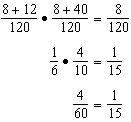 8 + 12/120 • 8 + 40/120 = 8/120
1/6 • 4/10 = 1/15
4/60 = 1/15